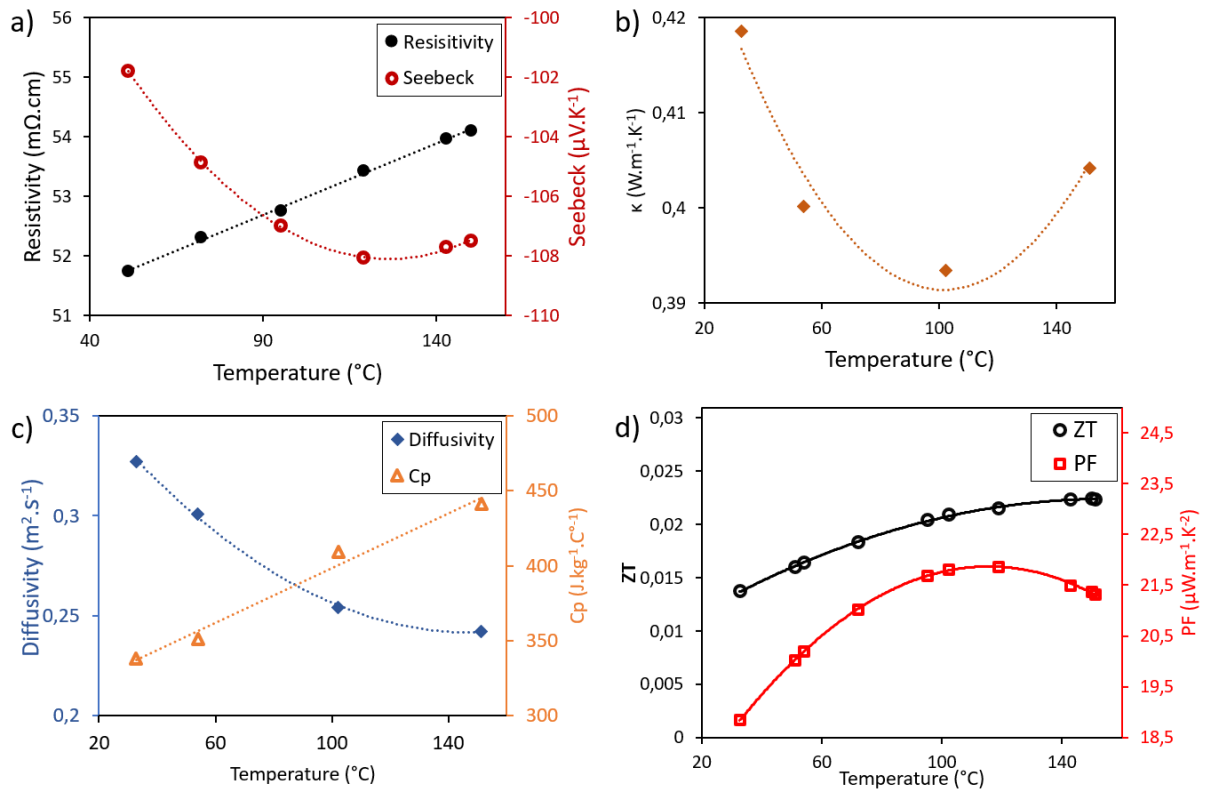 a)
56
55
54
53
52
51
Resistivity (mΩ.cm)
Resisitivity
Seebeck
-100
-102
-104
-106
-108
-110
Seebeck (µV.K⁻¹)
40
90
140
Temperature (°C)
b)
0,42
0,41
0,4
0,39
κ (W.m⁻¹.K⁻¹)
20
60
100
140
Temperature (°C)
c)
0,35
0,3
0,25
0,2
Diffusivity (m².s⁻¹)
Diffusivity
Cp
500
450
400
350
300
Cp (J.kg⁻¹.C°⁻¹)
20
60
100
140
Temperature (°C)
d)
0,03
0,025
0,02
0,015
0,01
0,005
0
ZT
ZT
PF
24,5
23,5
22,5
21,5
20,5
19,5
18,5
PF (µW.m⁻¹.K⁻²)
20
60
100
140
Temperature (°C)